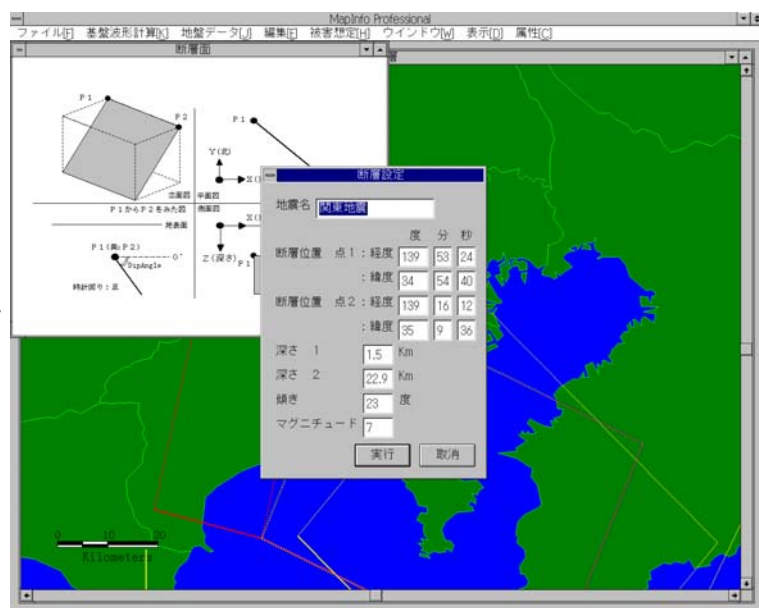 MapInfo Professional
ファイル[F] 基盤波形計算[K] 地盤データ[J] 編集[E] 被害想定[H] ウインドウ[W] 表示[D] 属性[C]
断層面
P1
P2
立面図
P1からP2をみた図
P1
Y(北)
平面図
側面図
地表面
P1(奥:P2)
0°
DipAngle
時計廻り:正
Z(深さ)
P1
断層設定
地震名 関東地震
度 分 秒
断層位置 点1:経度 139 53 24
:緯度 34 54 40
断層位置 点2:経度 139 16 12
:緯度 35 9 36
深さ 1 1.5 Km
深さ 2 22.9 Km
傾き 23 度
マグニチュード 7
実行 取消
0 10 20
Kilometers